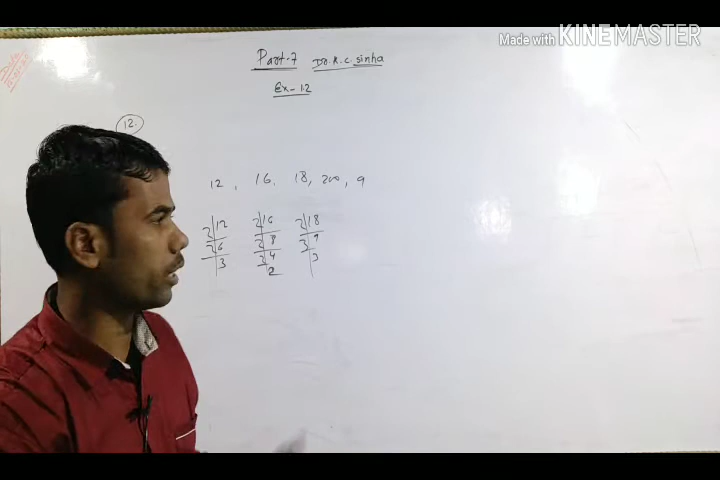 Made with KINEMASTER
Part-7 Dr. K. C. Sinha
Ex-12
12.
12, 16, 18, 200, 9
2|12 2|16 2|18
2|6 2|8 3|9
3 2|4 3
2